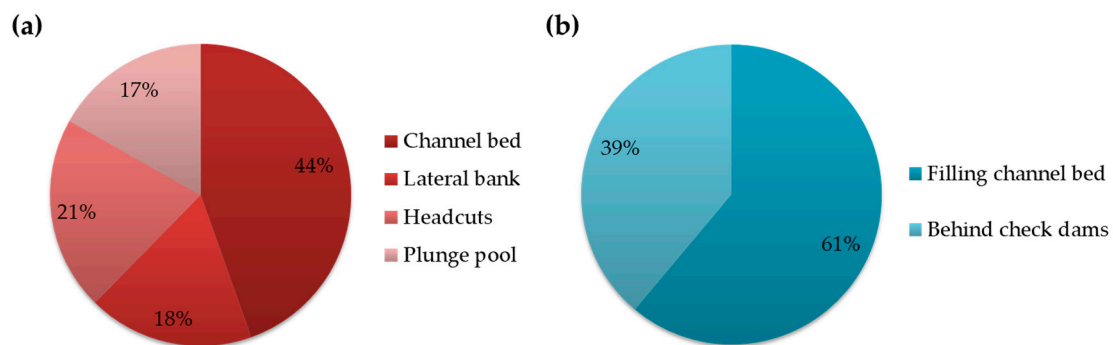 (a)
17%
44%
21%
18%
Channel bed
Lateral bank
Headcuts
Plunge pool
(b)
39%
61%
Filling channel bed
Behind check dams